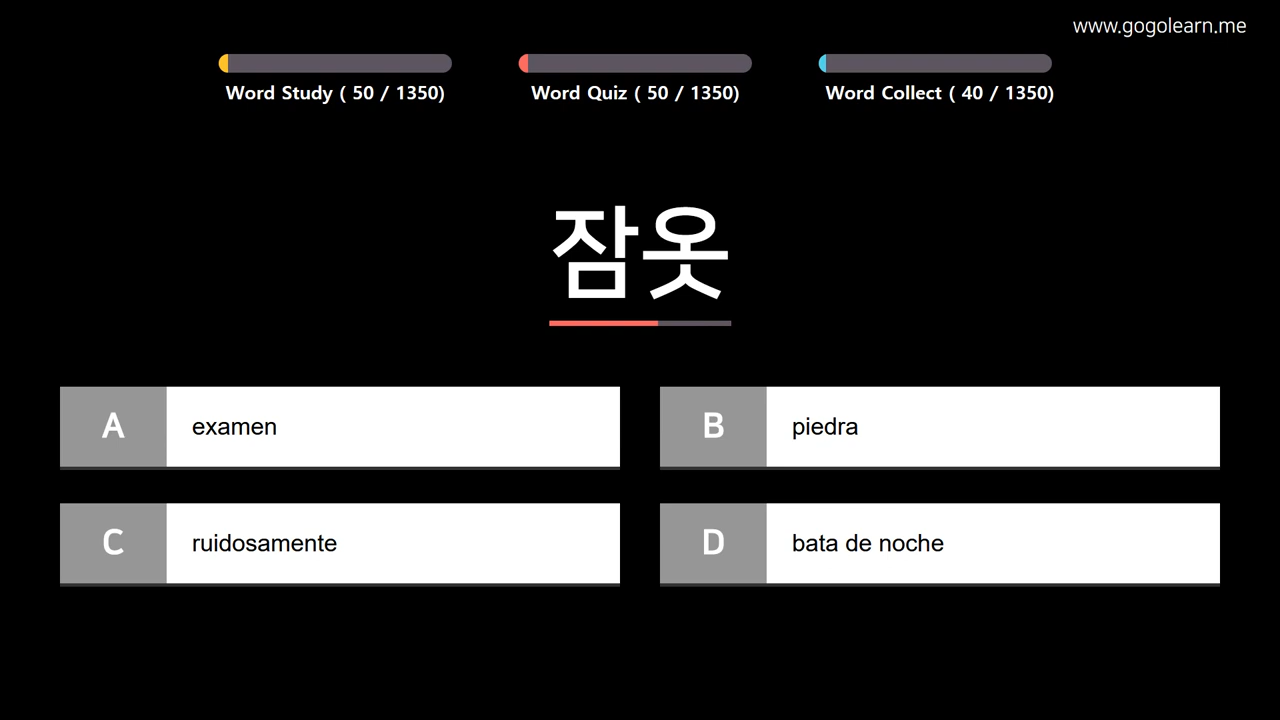 www.gogolearn.me
Word Study ( 50 / 1350)
Word Quiz ( 50 / 1350)
Word Collect ( 40 / 1350)
잠옷
A examen
B piedra
C ruidosamente
D bata de noche